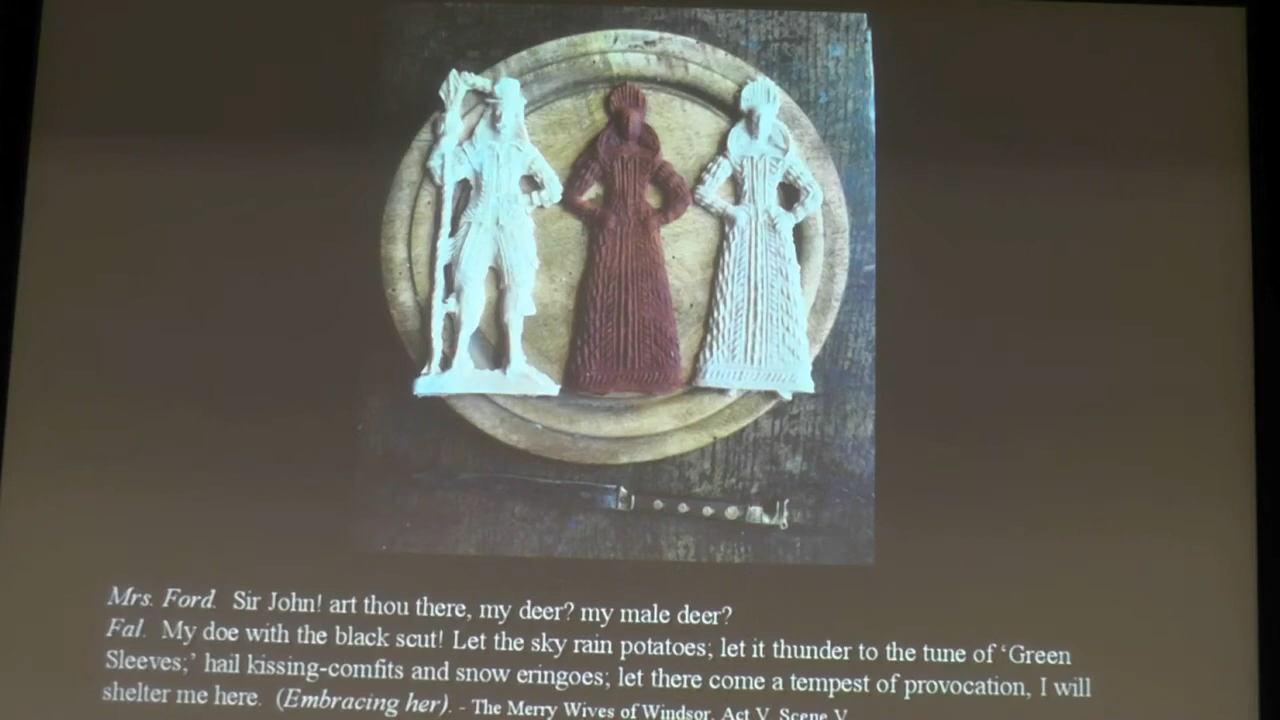 Mrs. Ford. Sir John! art thou there, my deer? my male deer?
Fal. My doe with the black scut! Let the sky rain potatoes; let it thunder to the tune of ‘Green
Sleeves;’ hail kissing-comfits and snow eringoes; let there come a tempest of provocation, I will
shelter me here. (Embracing her). - The Merry Wives of Windsor, Act V, Scene V